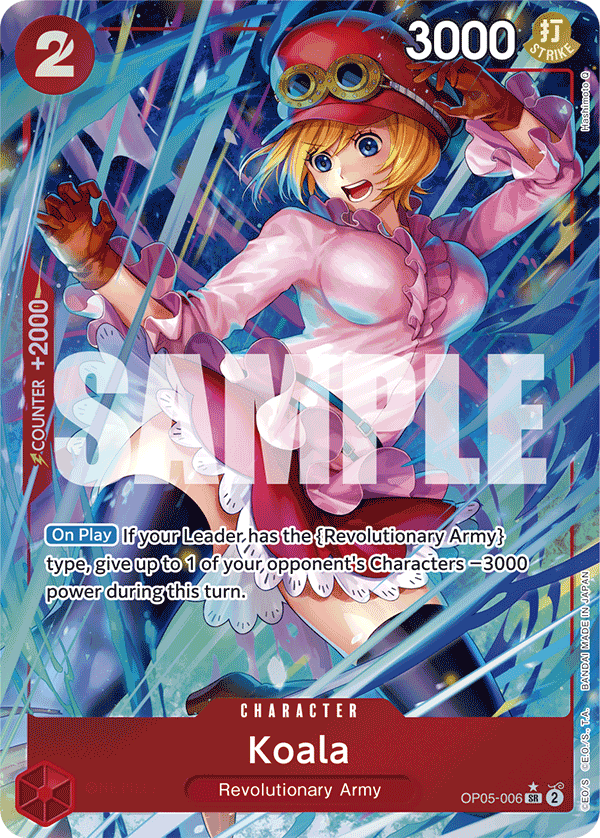 2
3000
打
STRIKE
Hashimoto Q
COUNTER +2000
SAMPLE
On Play If your Leader has the {Revolutionary Army}
type, give up to 1 of your opponent's Characters −3000
power during this turn.
CHARACTER
Koala
Revolutionary Army
OP05-006 SR 2
©E.O/S ©E.O./S., T.A. BANDAI MADE IN JAPAN